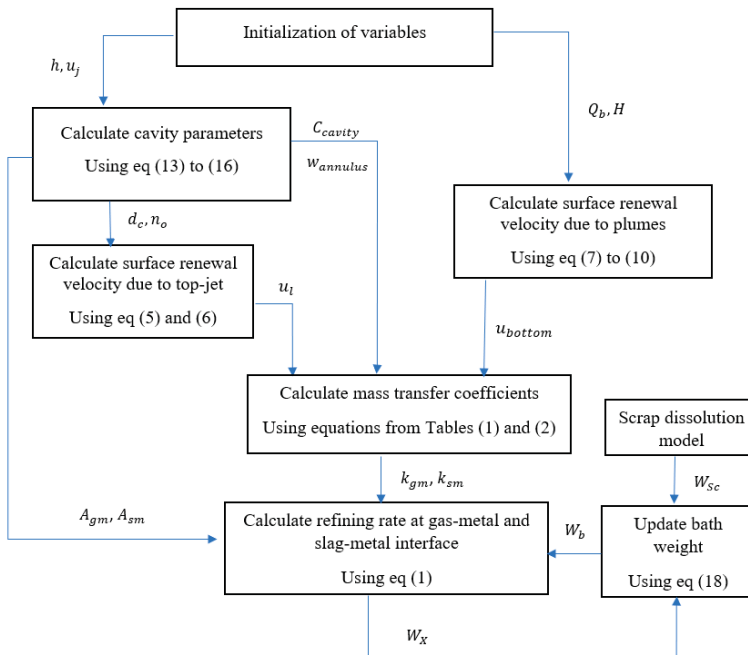 Initialization of variables
h, u_j
Q_b, H
Calculate cavity parameters
Using eq (13) to (16)
C_cavity
w_annulus
Calculate surface renewal
velocity due to plumes
Using eq (7) to (10)
d_c, n_o
Calculate surface renewal
velocity due to top-jet
Using eq (5) and (6)
u_l
u_bottom
Calculate mass transfer coefficients
Using equations from Tables (1) and (2)
Scrap dissolution
model
k_gm, k_sm
W_Sc
A_gm, A_sm
Calculate refining rate at gas-metal and
slag-metal interface
Using eq (1)
W_b
Update bath
weight
Using eq (18)
W_X